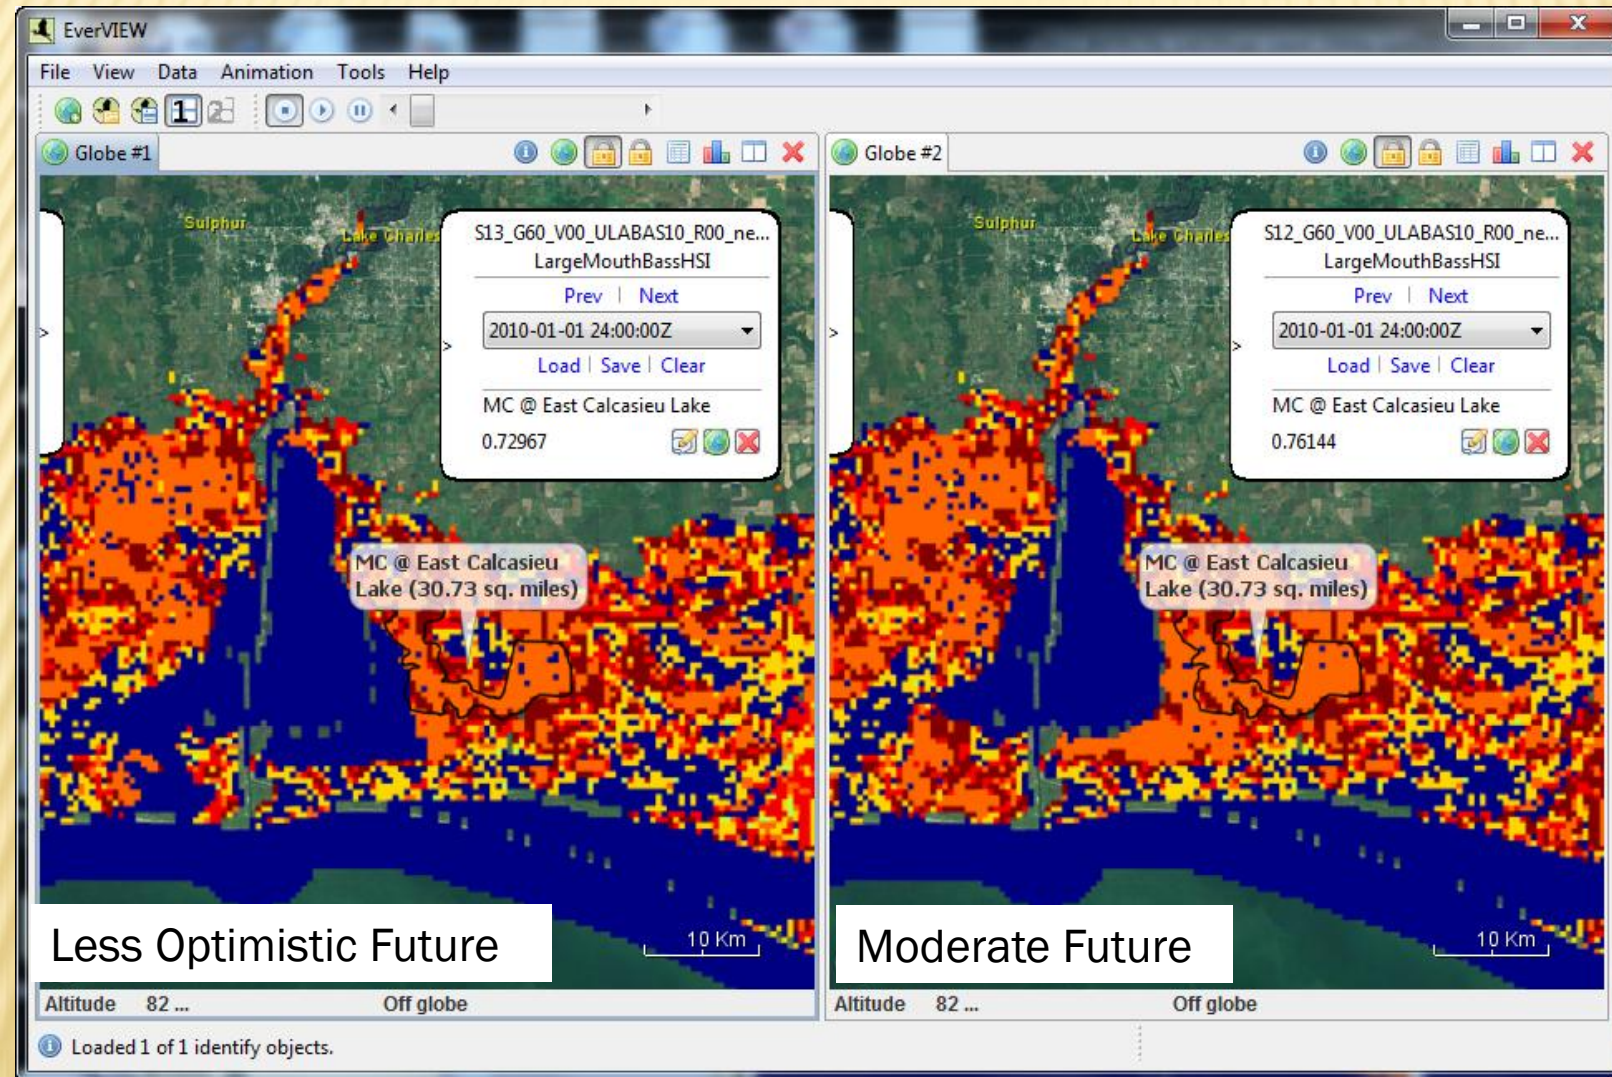 EverVIEW
File View Data Animation Tools Help
1 2
Globe #1
Sulphur
Lake Charles
S13_G60_V00_ULABAS10_R00_ne...
LargeMouthBassHSI
Prev | Next
2010-01-01 24:00:00Z
Load | Save | Clear
MC @ East Calcasieu Lake
0.72967
>
>
MC @ East Calcasieu
Lake (30.73 sq. miles)
Less Optimistic Future
10 Km
Altitude 82 ... Off globe
Globe #2
Sulphur
Lake Charles
S12_G60_V00_ULABAS10_R00_ne...
LargeMouthBassHSI
Prev | Next
2010-01-01 24:00:00Z
Load | Save | Clear
MC @ East Calcasieu Lake
0.76144
>
>
MC @ East Calcasieu
Lake (30.73 sq. miles)
Moderate Future
10 Km
Altitude 82 ... Off globe
Loaded 1 of 1 identify objects.